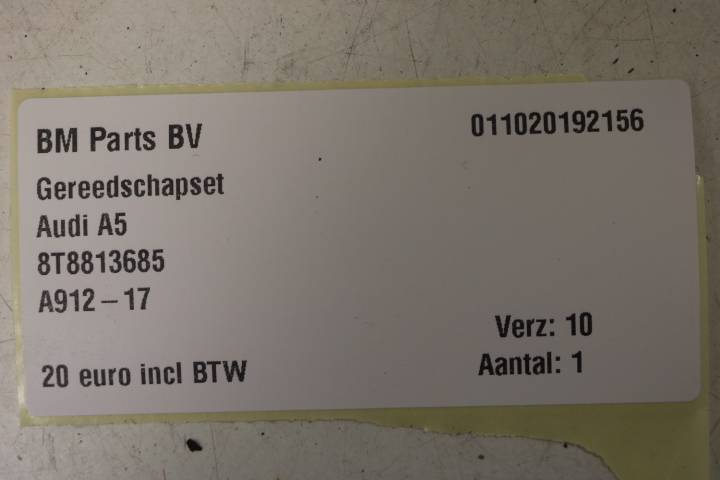 BM Parts BV
011020192156
Gereedschapset
Audi A5
8T8813685
A912 – 17
Verz: 10
20 euro incl BTW
Aantal: 1